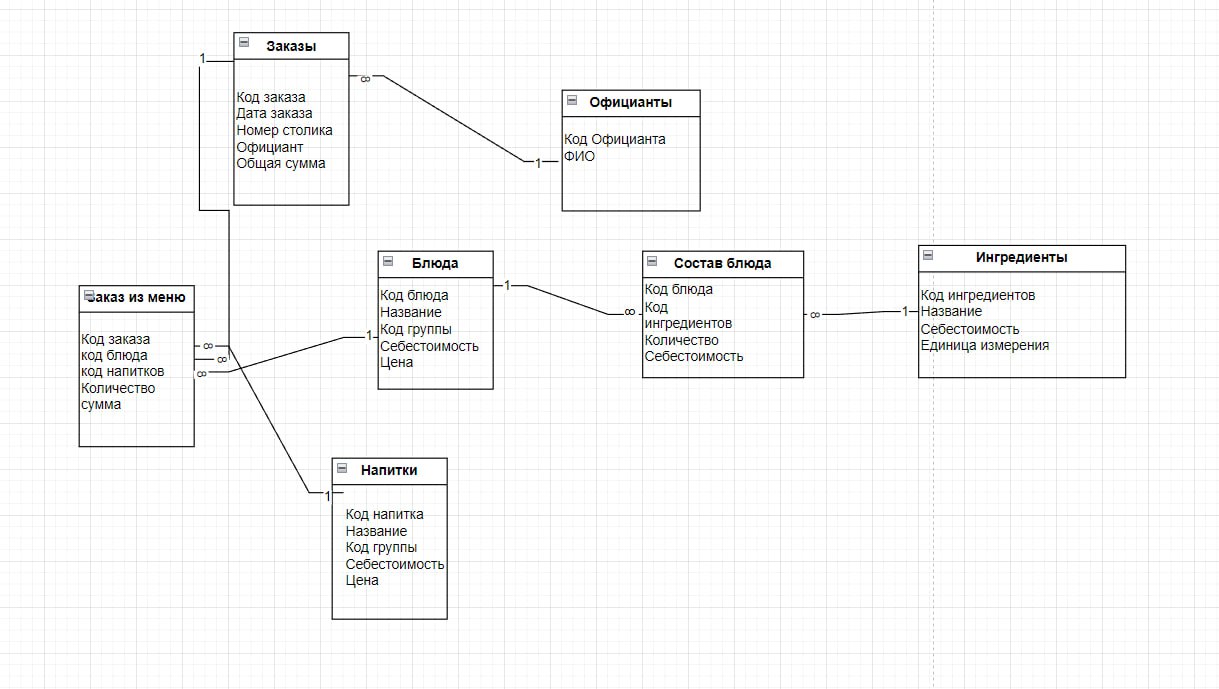 Заказы
Код заказа
Дата заказа
Номер столика
Официант
Общая сумма
1
∞
Официанты
Код Официанта
ФИО
1
Заказ из меню
Код заказа
код блюда
код напитков
Количество
сумма
∞
∞
∞
Блюда
Код блюда
Название
Код группы
Себестоимость
Цена
1
1
Состав блюда
Код блюда
Код
ингредиентов
Количество
Себестоимость
∞
∞
Ингредиенты
Код ингредиентов
Название
Себестоимость
Единица измерения
1
Напитки
Код напитка
Название
Код группы
Себестоимость
Цена
1